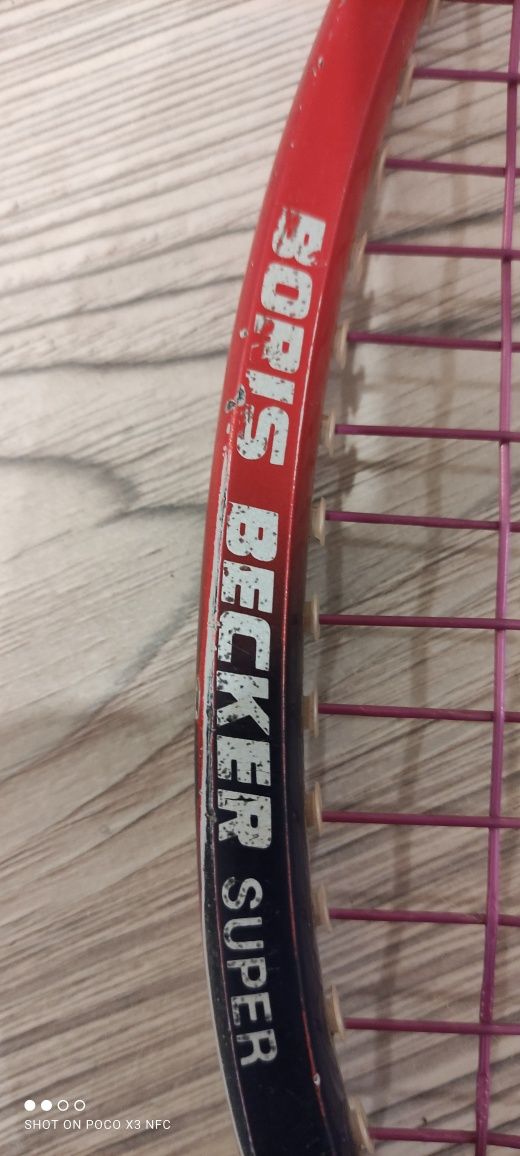 BORIS BECKER SUPER
SHOT ON POCO X3 NFC